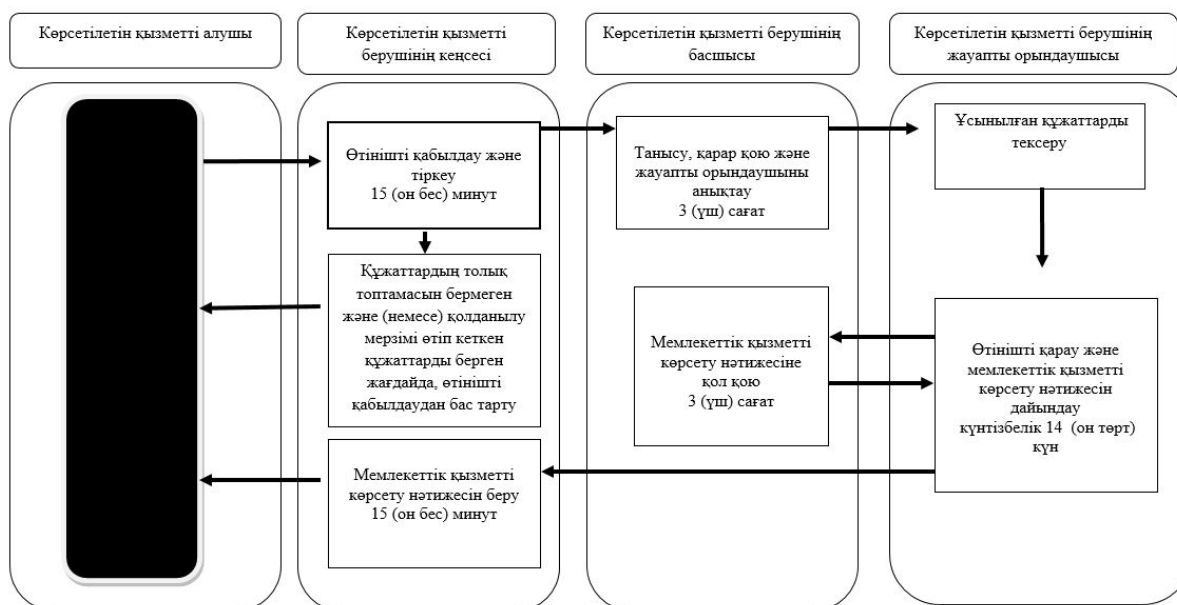 Көрсетілетін қызметті алушы
Көрсетілетін қызметті
берушінің кеңсесі
Көрсетілетін қызметті берушінің
басшысы
Көрсетілетін қызметті берушінің
жауапты орындаушысы
Өтінішті қабылдау және
тіркеу
15 (он бес) минут
Танысу, қарар қою және
жауапты орындаушыны
анықтау
3 (үш) сағат
Ұсынылған құжаттарды
тексеру
Құжаттардың толық
топтамасын бермеген
және (немесе) қолданылу
мерзімі өтіп кеткен
құжаттарды берген
жағдайда, өтінішті
қабылдаудан бас тарту
Мемлекеттік қызметті
көрсету нәтижесіне
қол қою
3 (үш) сағат
Өтінішті қарау және
мемлекеттік қызметті
көрсету нәтижесін
дайындау
күнтізбелік 14 (он төрт)
күн
Мемлекеттік қызметті
көрсету нәтижесін беру
15 (он бес) минут